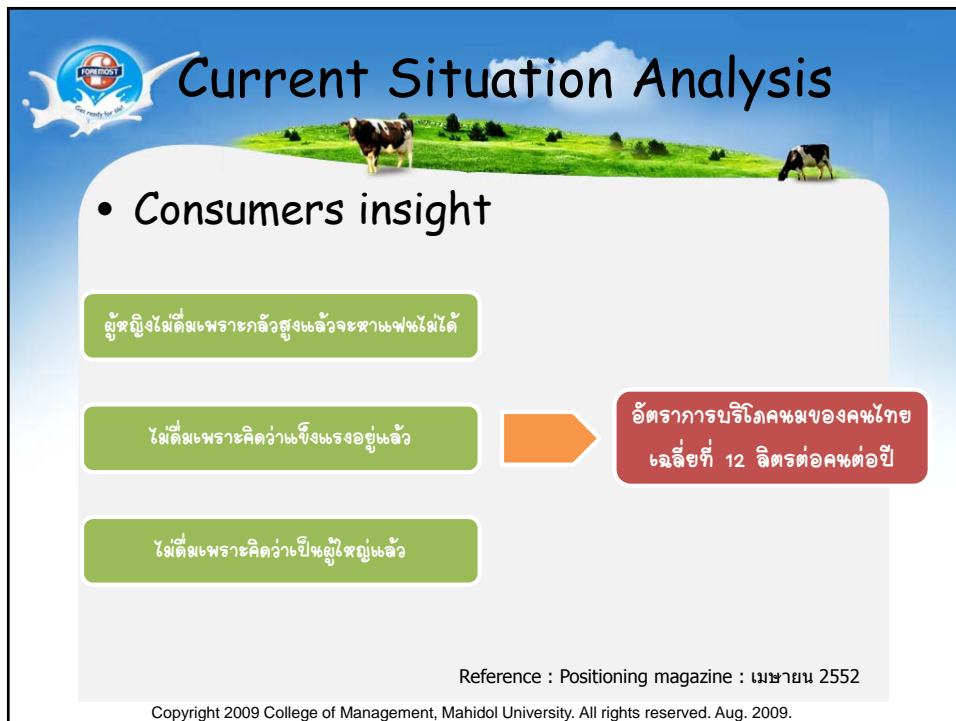 FOREMOST
Get ready for life!
Current Situation Analysis
• Consumers insight
ผู้หญิงไม่ดื่มเพราะกลัวสูงแล้วจะหาแฟนไม่ได้
ไม่ดื่มเพราะคิดว่าแข็งแรงอยู่แล้ว
ไม่ดื่มเพราะคิดว่าเป็นผู้ใหญ่แล้ว
อัตราการบริโภคนมของคนไทย
เฉลี่ยที่ 12 ลิตรต่อคนต่อปี
Reference : Positioning magazine : เมษายน 2552
Copyright 2009 College of Management, Mahidol University. All rights reserved. Aug. 2009.